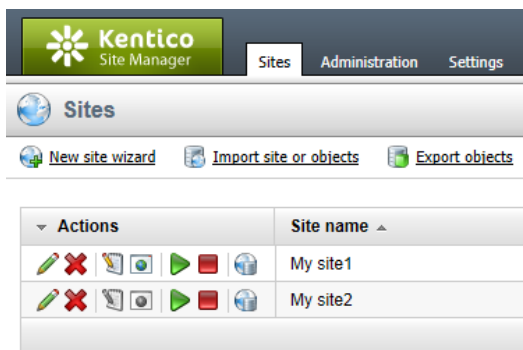 Kentico
Site Manager
Sites Administration Settings
Sites
New site wizard Import site or objects Export objects
Actions Site name
My site1
My site2